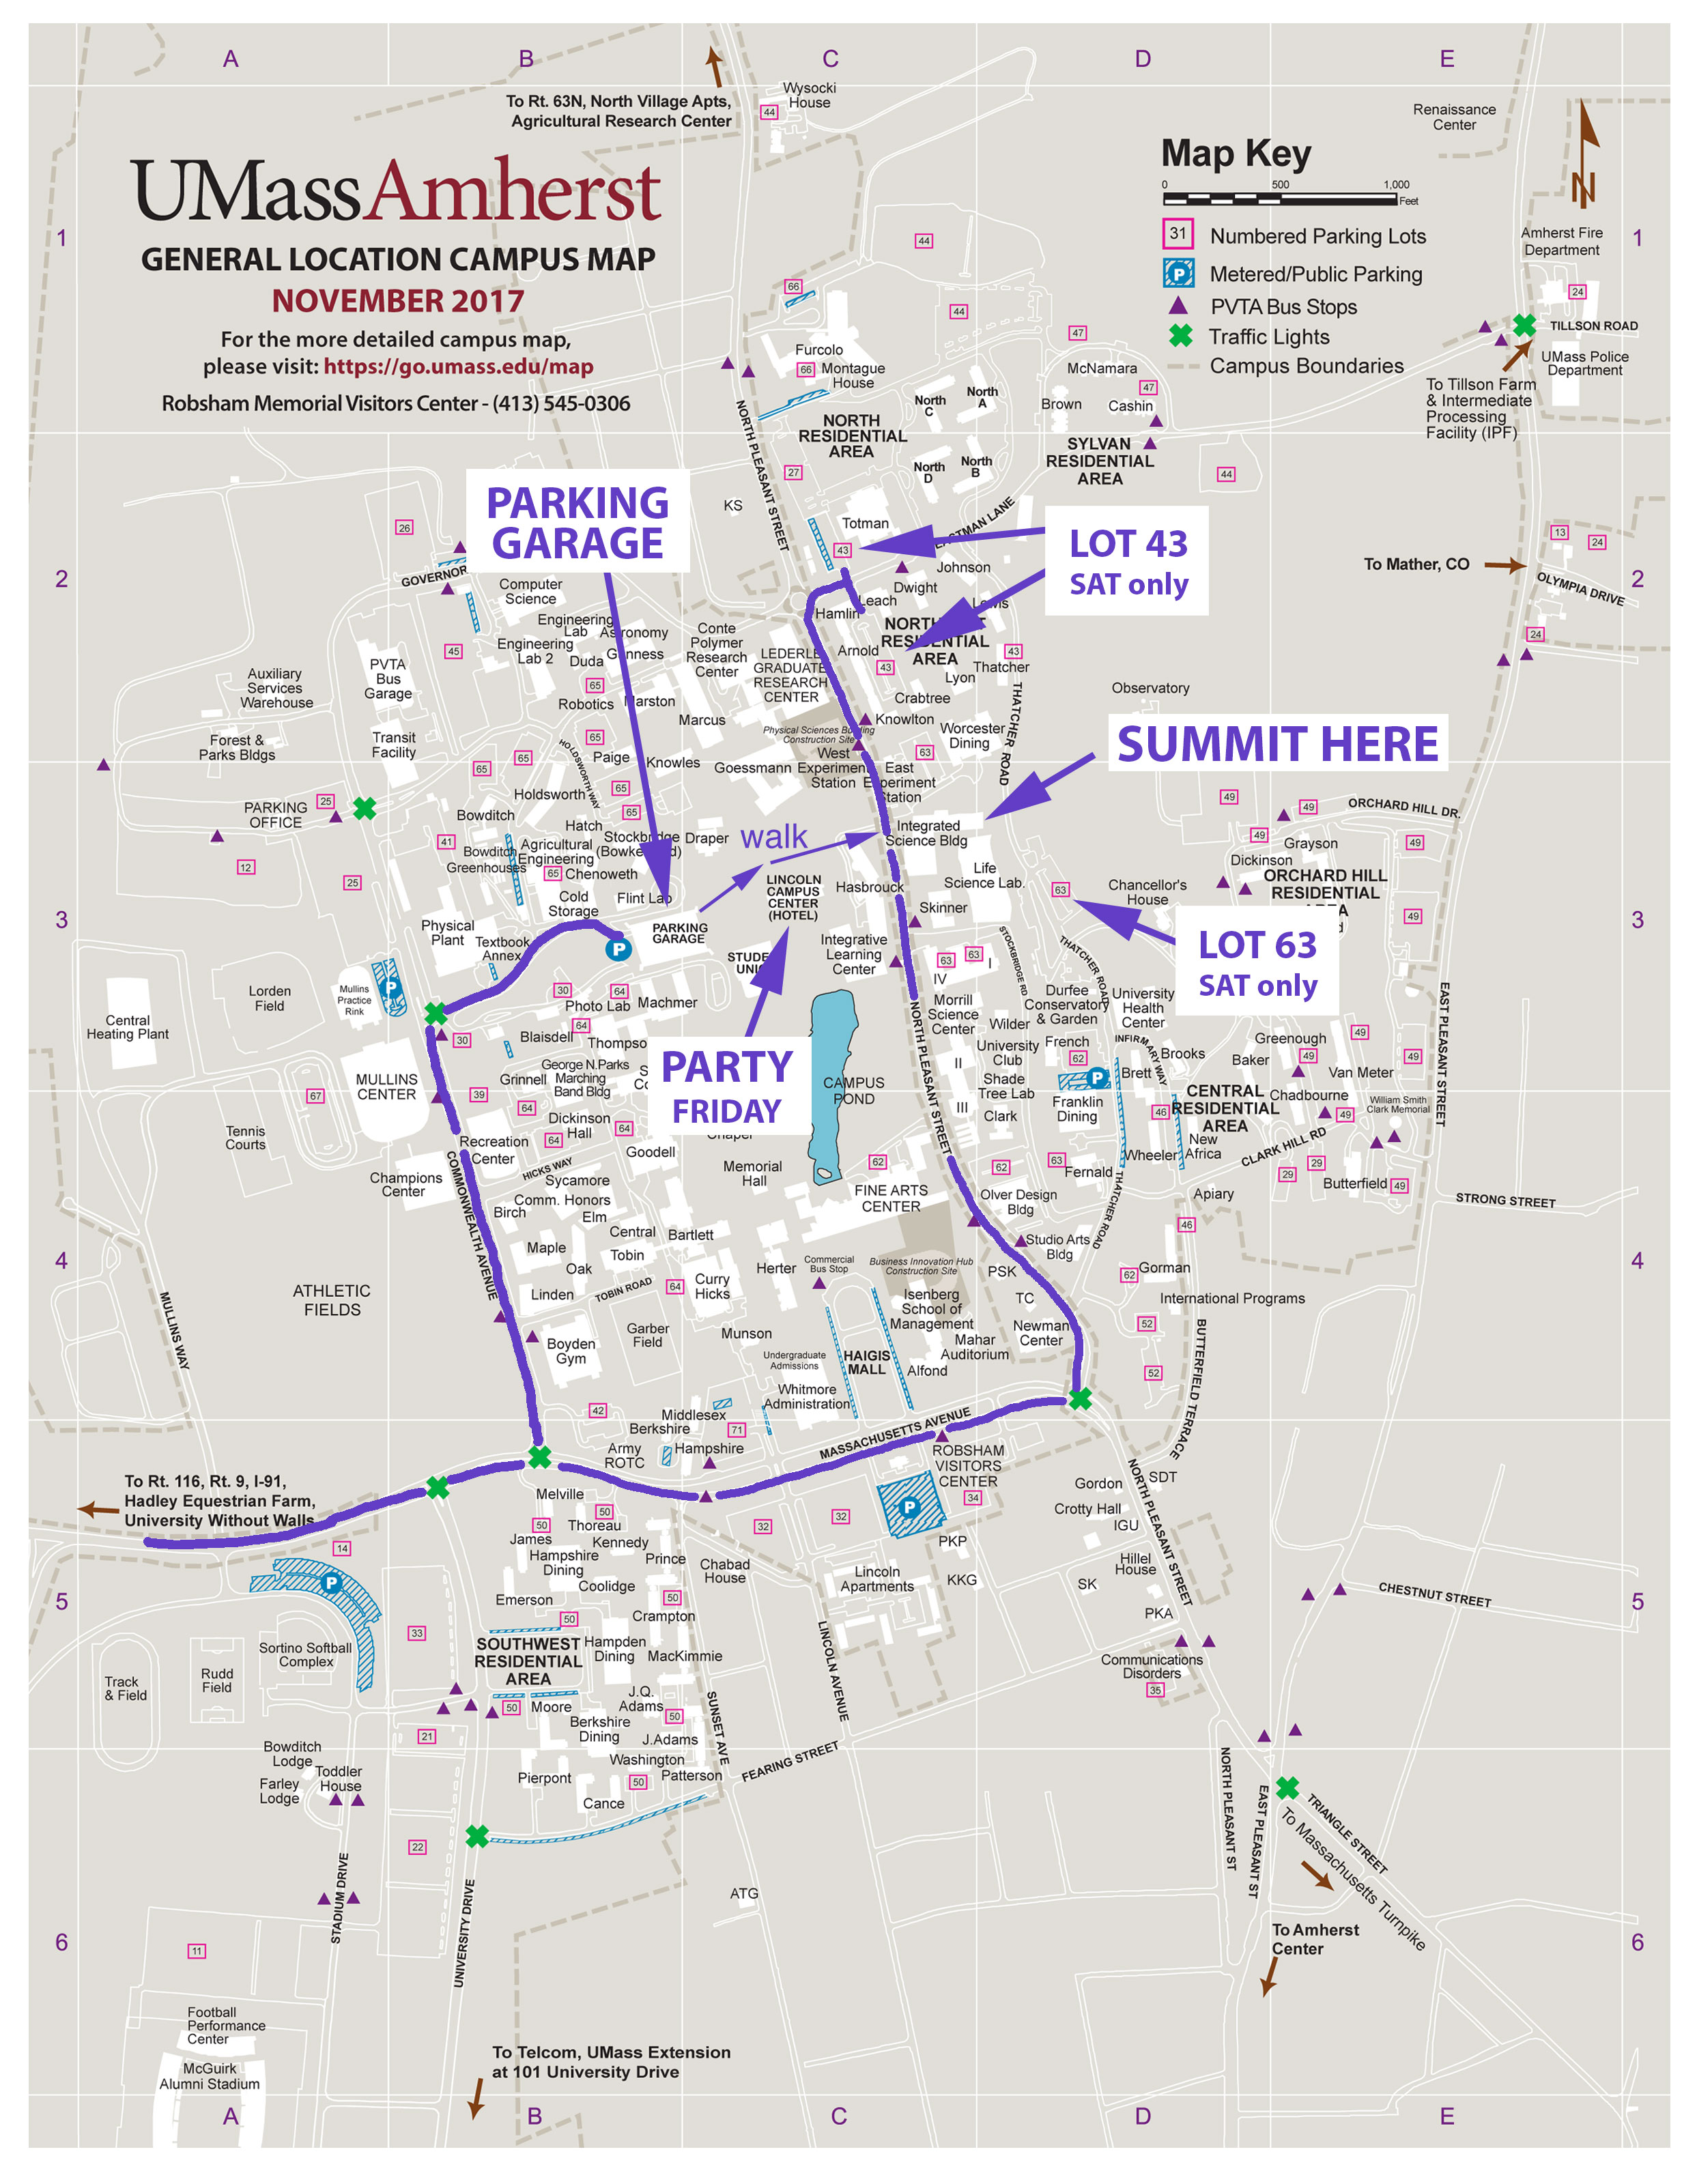 A
B
C
D
E
To Rt. 63N, North Village Apts,
Agricultural Research Center
Wysocki
House
44
Renaissance
Center
UMassAmherst
GENERAL LOCATION CAMPUS MAP
NOVEMBER 2017
For the more detailed campus map,
please visit: https://go.umass.edu/map
Robsham Memorial Visitors Center - (413) 545-0306
Map Key
0
500
1,000
Feet
31
Numbered Parking Lots
P
Metered/Public Parking
PVTA Bus Stops
Traffic Lights
Campus Boundaries
N
1
1
44
66
44
47
Amherst Fire
Department
24
TILLSON ROAD
UMass Police
Department
To Tillson Farm
& Intermediate
Processing
Facility (IPF)
Furcolo
66
Montague
House
McNamara
47
Brown
Cashin
North
C
North
A
North
D
North
B
NORTH
RESIDENTIAL
AREA
SYLVAN
RESIDENTIAL
AREA
44
NORTH PLEASANT STREET
27
KS
PARKING
GARAGE
26
Totman
43
EASTMAN LANE
LOT 43
SAT only
13
24
To Mather, CO
OLYMPIA DRIVE
2
2
24
GOVERNOR
Computer
Science
Johnson
Dwight
Leach
Hamlin
Lewis
Engineering
Lab
Astronomy
Engineering
Lab 2
Duda
Gunness
45
Conte
Polymer
Research
Center
LEDERLE
GRADUATE
RESEARCH
CENTER
Arnold
43
RESIDENTIAL
AREA
43
Thatcher
Lyon
Crabtree
Observatory
PVTA
Bus
Garage
Auxiliary
Services
Warehouse
65
Robotics
Marston
Marcus
Knowlton
Worcester
Dining
THATCHER ROAD
SUMMIT HERE
Physical Sciences Building
Construction Site
Forest &
Parks Bldgs
Transit
Facility
65
65
65
HOLDSWORTH WAY
Paige
Knowles
Goessmann
West
Experiment
Station
East
Experiment
Station
63
65
65
Holdsworth
PARKING
OFFICE
25
Bowditch
Hatch
Stockbridge
Draper
walk
Integrated
Science Bldg
49
49
ORCHARD HILL DR.
49
Grayson
49
41
Bowditch
Greenhouses
Agricultural
Engineering
65
Chenoweth
12
25
Cold
Storage
Flint Lab
LINCOLN
CAMPUS
CENTER
(HOTEL)
Hasbrouck
Life
Science Lab.
63
Chancellor's
House
Dickinson
ORCHARD HILL
RESIDENTIAL
49
3
3
Physical
Plant
Textbook
Annex
P
PARKING
GARAGE
Skinner
LOT 63
SAT only
Integrative
Learning
Center
63
63
I
IV
STOCKBRIDGE RD
THATCHER ROAD
Durfee
Conservatory
& Garden
University
Health
Center
Lorden
Field
Mullins
Practice
Rink
P
Central
Heating Plant
30
64
Photo Lab
Machmer
64
30
Blaisdell
PARTY
FRIDAY
Morrill
Science
Center
Wilder
University
Club
French
62
INFIRMARY WAY
Brooks
Greenough
49
49
Baker
49
EAST PLEASANT STREET
George N.Parks
Marching
Band Bldg
Grinnell
MULLINS
CENTER
67
39
64
CAMPUS
POND
II
III
NORTH PLEASANT STREET
Shade
Tree Lab
Clark
P
Franklin
Dining
Brett
46
CENTRAL
RESIDENTIAL
AREA
Van Meter
Chadbourne
49
William Smith
Clark Memorial
Tennis
Courts
Dickinson
Hall
64
64
Recreation
Center
Goodell
New
Africa
Wheeler
CLARK HILL RD
29
29
Butterfield
49
STRONG STREET
Champions
Center
COMMONWEALTH AVENUE
HICKS WAY
Sycamore
Memorial
Hall
62
FINE ARTS
CENTER
62
63
Fernald
Apiary
46
Comm. Honors
Birch
Elm
Olver Design
Bldg
THATCHER ROAD
4
4
Maple
Central
Bartlett
Tobin
Oak
Herter
Commercial
Bus Stop
Business Innovation Hub
Construction Site
Studio Arts
Bldg
PSK
62
Gorman
MULLINS WAY
ATHLETIC
FIELDS
Linden
TOBIN ROAD
64
Curry
Hicks
Isenberg
School of
Management
TC
International Programs
52
Boyden
Gym
Garber
Field
Munson
Undergraduate
Admissions
HAIGIS
MALL
Mahar
Auditorium
Newman
Center
Alfond
52
BUTTERFIELD TERRACE
Whitmore
Administration
42
Middlesex
Berkshire
71
Hampshire
MASSACHUSETTS AVENUE
Army
ROTC
ROBSHAM
VISITORS
CENTER
34
P
To Rt. 116, Rt. 9, I-91,
Hadley Equestrian Farm,
University Without Walls
Gordon
SDT
Crotty Hall
IGU
NORTH PLEASANT STREET
Melville
50
50
Thoreau
James
Kennedy
32
32
14
P
Hampshire
Dining
Prince
Chabad
House
PKP
Lincoln
Apartments
KKG
Hillel
House
SK
5
5
Coolidge
Emerson
50
50
Crampton
CHESTNUT STREET
PKA
33
Sortino Softball
Complex
SOUTHWEST
RESIDENTIAL
AREA
Hampden
Dining
MacKimmie
LINCOLN AVENUE
Communications
Disorders
35
Track
& Field
Rudd
Field
50
Moore
J.Q.
Adams
50
Berkshire
Dining
J.Adams
SUNSET AVE
21
Bowditch
Lodge
Toddler
House
Farley
Lodge
Washington
Pierpont
50
Patterson
FEARING STREET
Cance
22
NORTH PLEASANT ST
EAST PLEASANT ST
TRIANGLE STREET
To Massachusetts Turnpike
STADIUM DRIVE
UNIVERSITY DRIVE
ATG
6
6
11
To Amherst
Center
Football
Performance
Center
McGuirk
Alumni Stadium
To Telcom, UMass Extension
at 101 University Drive
A
B
C
D
E